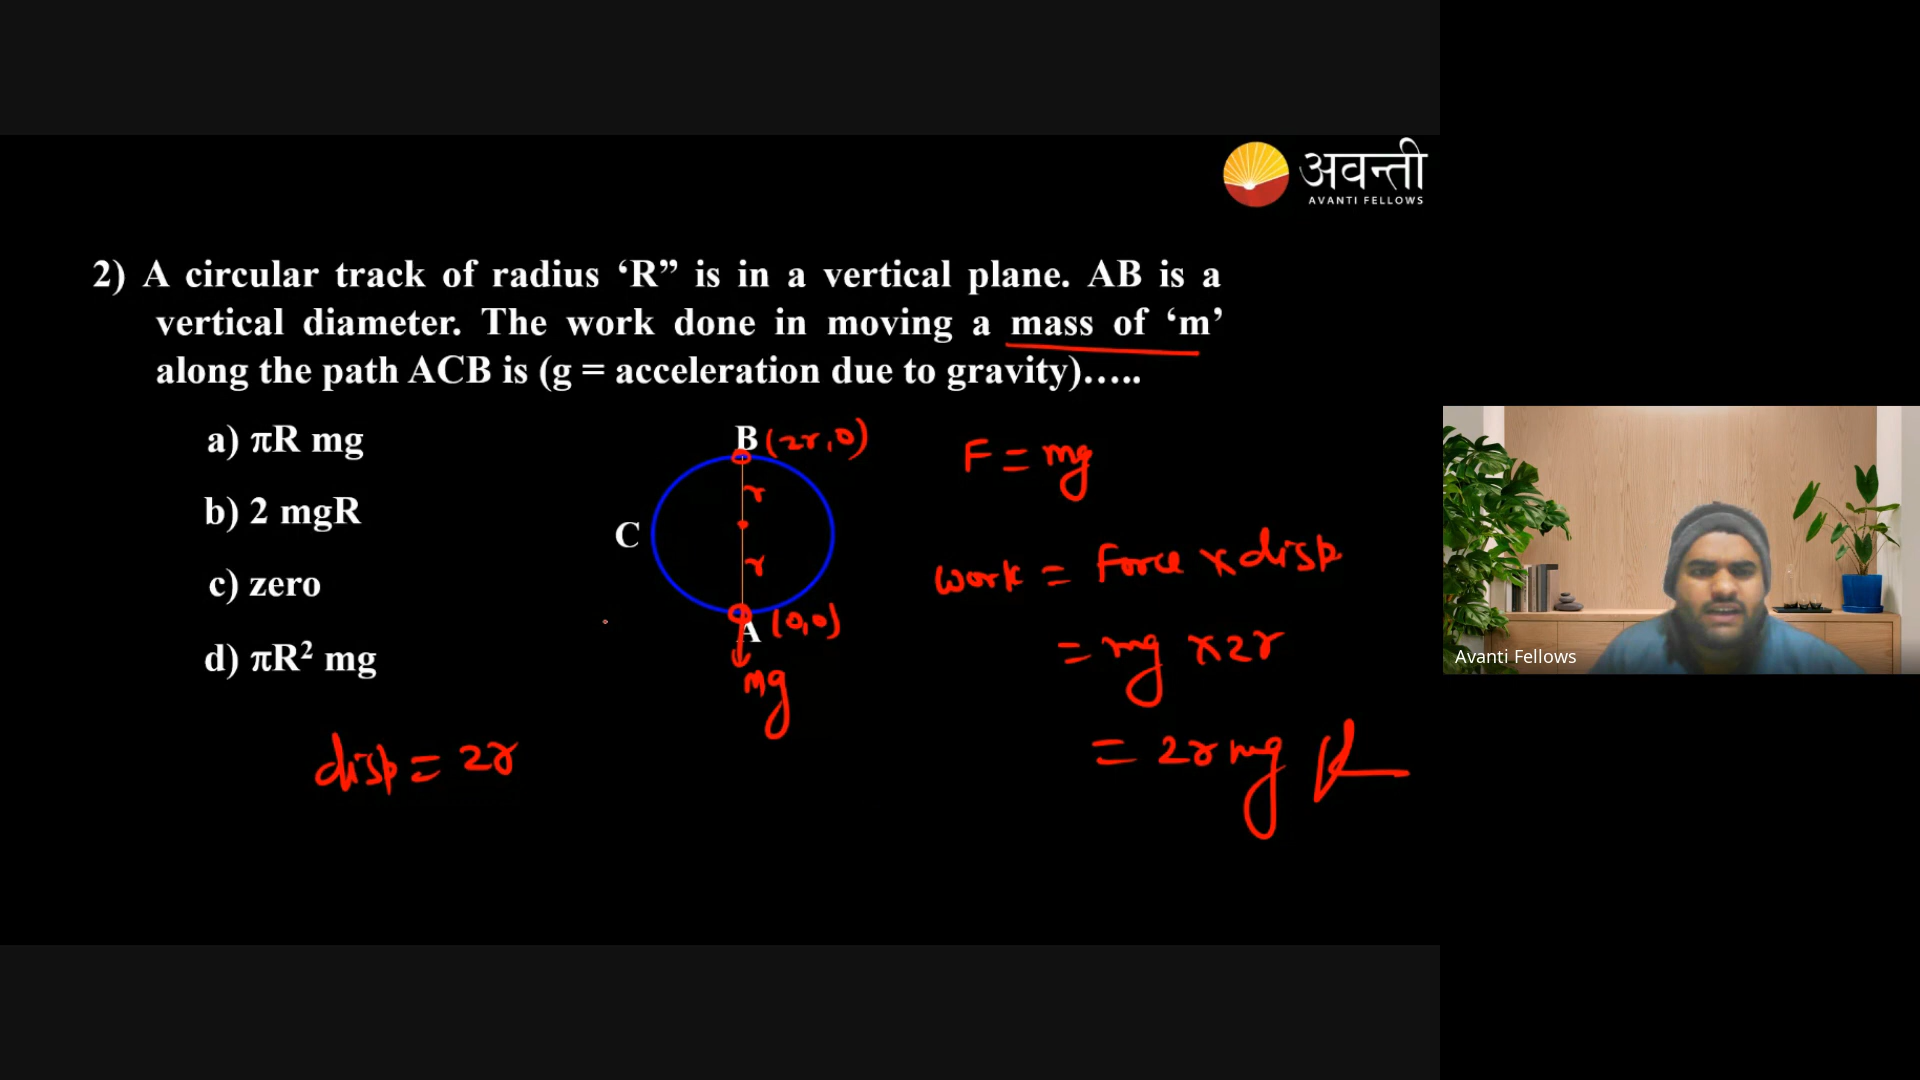 अवन्ती
AVANTI FELLOWS
2) A circular track of radius ‘R” is in a vertical plane. AB is a
vertical diameter. The work done in moving a mass of ‘m’
along the path ACB is (g = acceleration due to gravity)…..
a) πR mg
b) 2 mgR
c) zero
d) πR² mg
B (2r,0)
r
C
r
A (0,0)
mg
disp = 2r
F = mg
work = Force x disp
= mg x 2r
= 2r mg
Avanti Fellows